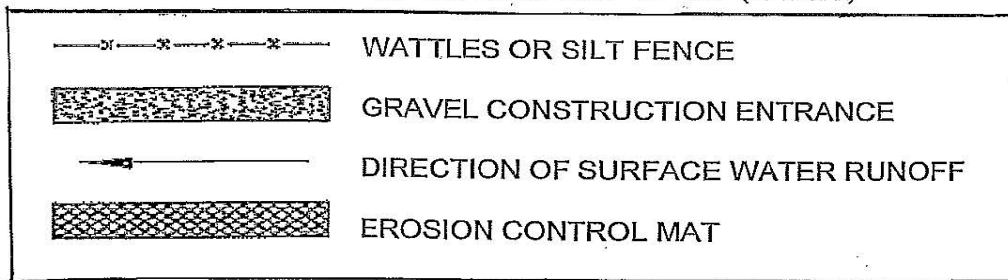 WATTLES OR SILT FENCE
GRAVEL CONSTRUCTION ENTRANCE
DIRECTION OF SURFACE WATER RUNOFF
EROSION CONTROL MAT